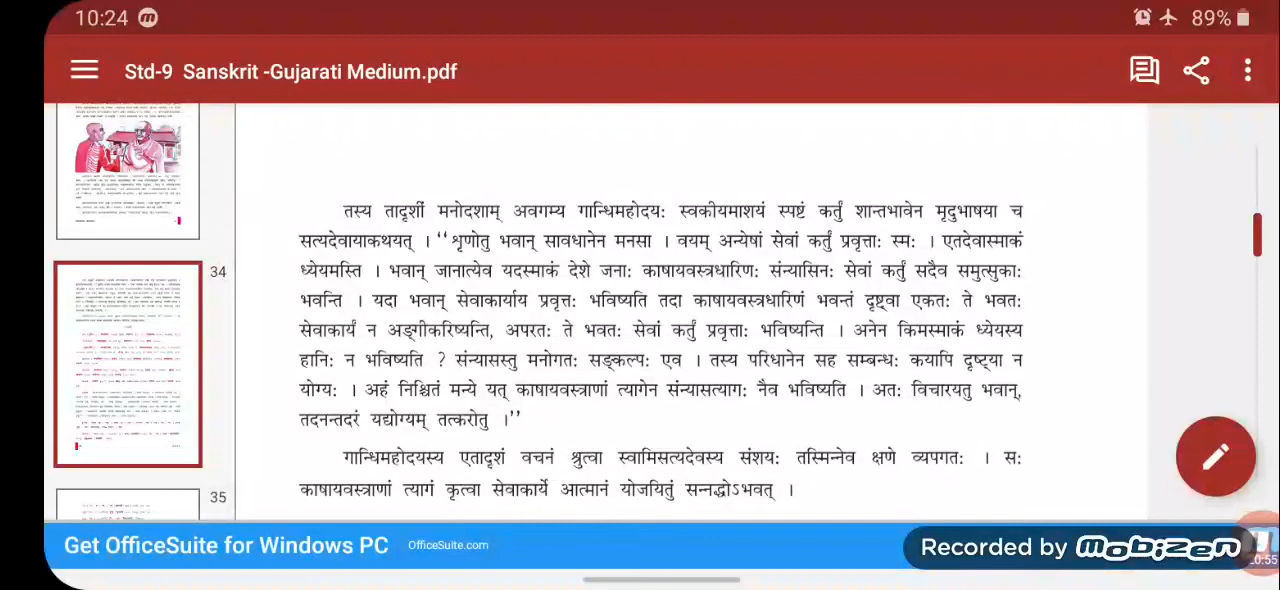 10:24
89%
Std-9 Sanskrit -Gujarati Medium.pdf
34
35
तस्य तादृशीं मनोदशाम् अवगम्य गान्धिमहोदयः स्वकीयमाशयं स्पष्टं कर्तुं शान्तभावेन मृदुभाषया च
सत्यदेवायाकथयत् । “शृणोतु भवान् सावधानेन मनसा । वयम् अन्येषां सेवां कर्तुं प्रवृत्ताः स्मः । एतदेवास्माकं
ध्येयमस्ति । भवान् जानात्येव यदस्माकं देशे जनाः काषायवस्त्रधारिणः संन्यासिनः सेवां कर्तुं सदैव समुत्सुकाः
भवन्ति । यदा भवान् सेवाकार्याय प्रवृत्तः भविष्यति तदा काषायवस्त्रधारिणं भवन्तं दृष्ट्वा एकतः ते भवतः
सेवाकार्यं न अङ्गीकरिष्यन्ति, अपरतः ते भवतः सेवां कर्तुं प्रवृत्ताः भविष्यन्ति । अनेन किमस्माकं ध्येयस्य
हानिः न भविष्यति ? संन्यासस्तु मनोगतः सङ्कल्पः एव । तस्य परिधानेन सह सम्बन्धः कयापि दृष्ट्या न
योग्यः । अहं निश्चितं मन्ये यत् काषायवस्त्राणां त्यागेन संन्यासत्यागः नैव भविष्यति । अतः विचारयतु भवान्,
तदनन्तदरं यद्योग्यम् तत्करोतु ।”
गान्धिमहोदयस्य एतादृशं वचनं श्रुत्वा स्वामिसत्यदेवस्य संशयः तस्मिन्नेव क्षणे व्यपगतः । सः
काषायवस्त्राणां त्यागं कृत्वा सेवाकार्ये आत्मानं योजयितुं सन्नद्धोऽभवत् ।
Get OfficeSuite for Windows PC OfficeSuite.com
Recorded by Mobizen